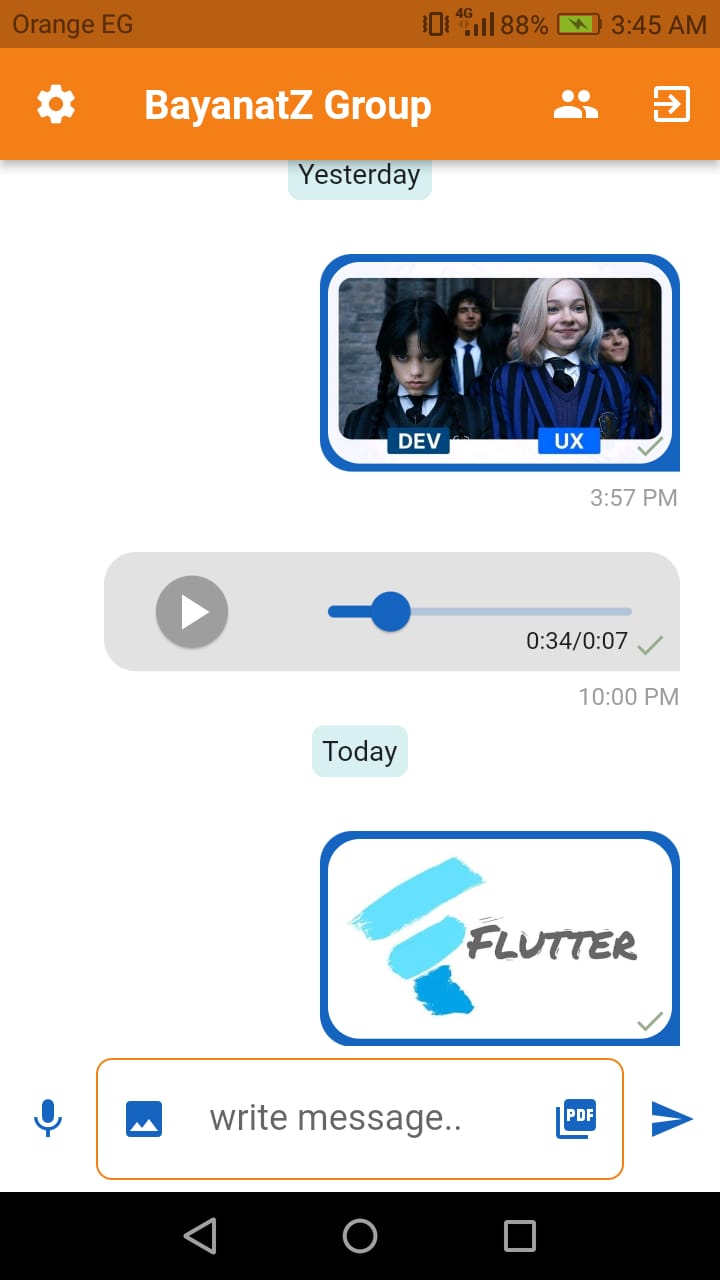 Orange EG
4G 88% 3:45 AM
BayanatZ Group
Yesterday
DEV UX
3:57 PM
0:34/0:07
10:00 PM
Today
FLUTTER
write message..
PDF